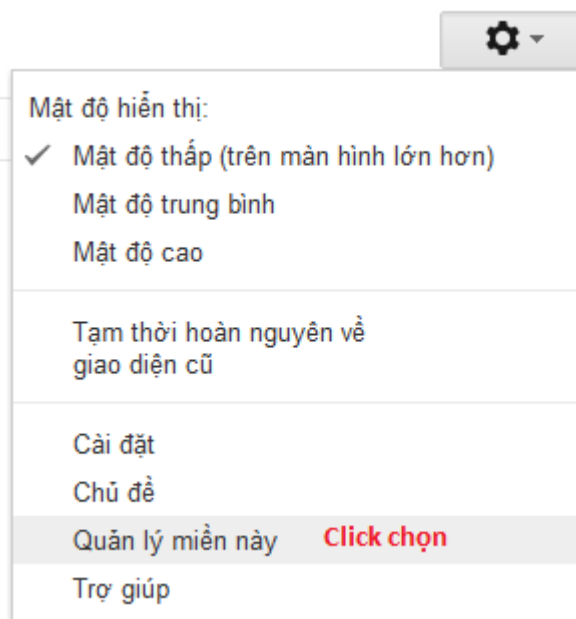 Mật độ hiển thị:
Mật độ thấp (trên màn hình lớn hơn)
Mật độ trung bình
Mật độ cao
Tạm thời hoàn nguyên về
giao diện cũ
Cài đặt
Chủ đề
Quản lý miền này Click chọn
Trợ giúp